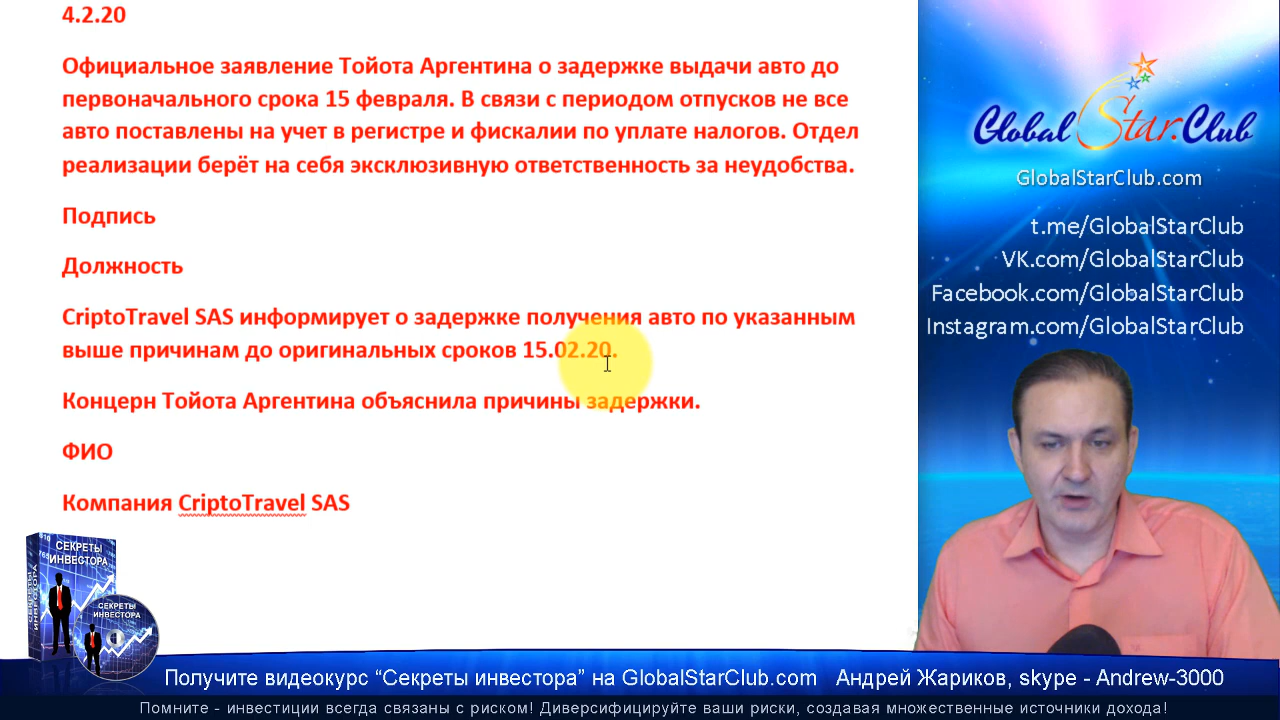 4.2.20
Официальное заявление Тойота Аргентина о задержке выдачи авто до
первоначального срока 15 февраля. В связи с периодом отпусков не все
авто поставлены на учет в регистре и фискалии по уплате налогов. Отдел
реализации берёт на себя эксклюзивную ответственность за неудобства.
Подпись
Должность
CriptoTravel SAS информирует о задержке получения авто по указанным
выше причинам до оригинальных сроков 15.02.20.
Концерн Тойота Аргентина объяснила причины задержки.
ФИО
Компания CriptoTravel SAS
Global Star.Club
GlobalStarClub.com
t.me/GlobalStarClub
VK.com/GlobalStarClub
Facebook.com/GlobalStarClub
Instagram.com/GlobalStarClub
СЕКРЕТЫ
ИНВЕСТОРА
СЕКРЕТЫ
ИНВЕСТОРА
СЕКРЕТЫ
ИНВЕСТОРА
Получите видеокурс “Секреты инвестора” на GlobalStarClub.com Андрей Жариков, skype - Andrew-3000
Помните - инвестиции всегда связаны с риском! Диверсифицируйте ваши риски, создавая множественные источники дохода!